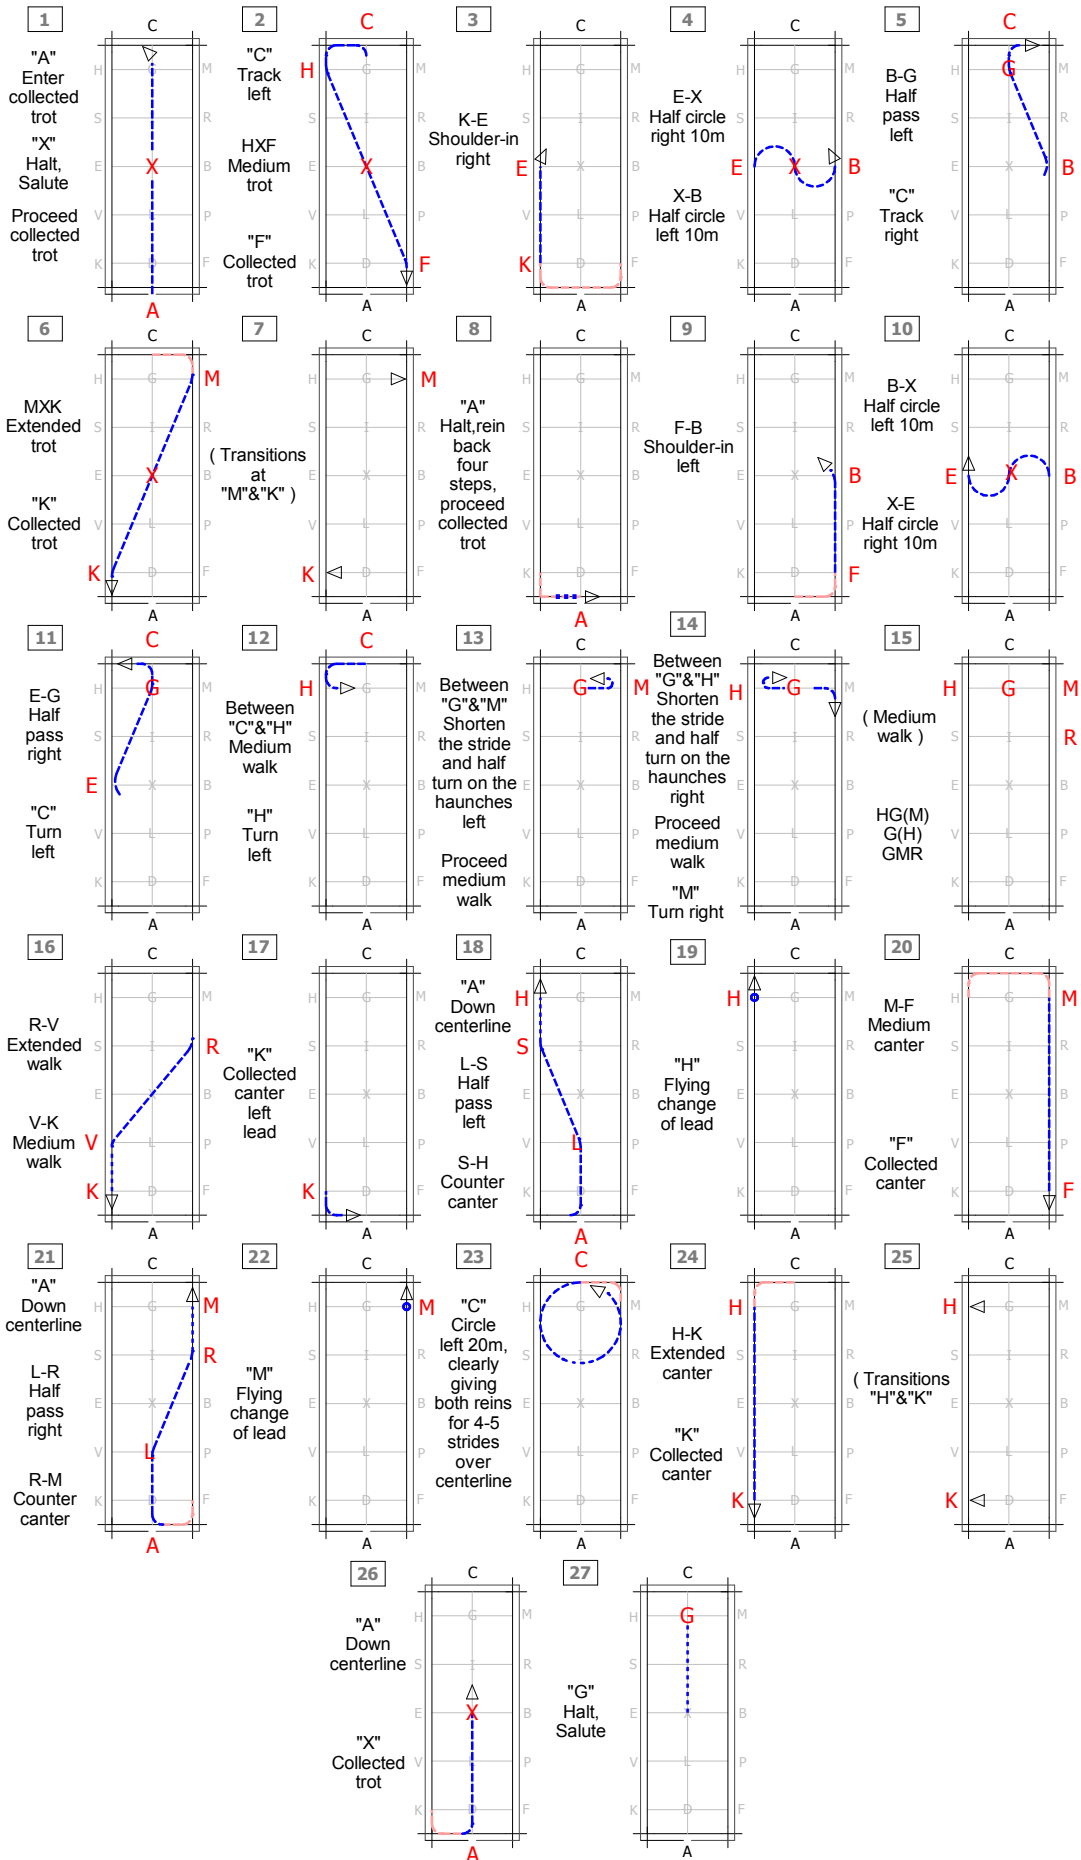 1
"A"
Enter
collected
trot
"X"
Halt,
Salute
Proceed
collected
trot
C
H G M
S I R
E X B
V L P
K D F
A
2
"C"
Track
left
HXF
Medium
trot
"F"
Collected
trot
C
H G M
S I R
E X B
V L P
K D F
A
3
K-E
Shoulder-in
right
C
H G M
S I R
E X B
V L P
K D F
A
4
E-X
Half circle
right 10m
X-B
Half circle
left 10m
C
H G M
S I R
E X B
V L P
K D F
A
5
B-G
Half
pass
left
"C"
Track
right
C
H G M
S I R
E X B
V L P
K D F
A
6
MXK
Extended
trot
"K"
Collected
trot
C
H G M
S I R
E X B
V L P
K D F
A
7
( Transitions
at
"M"&"K" )
C
H G M
S I R
E X B
V L P
K D F
A
8
"A"
Halt,rein
back
four
steps,
proceed
collected
trot
C
H G M
S I R
E X B
V L P
K D F
A
9
F-B
Shoulder-in
left
C
H G M
S I R
E X B
V L P
K D F
A
10
B-X
Half circle
left 10m
X-E
Half circle
right 10m
C
H G M
S I R
E X B
V L P
K D F
A
11
E-G
Half
pass
right
"C"
Turn
left
C
H G M
S I R
E X B
V L P
K D F
A
12
Between
"C"&"H"
Medium
walk
"H"
Turn
left
C
H G M
S I R
E X B
V L P
K D F
A
13
Between
"G"&"M"
Shorten
the stride
and half
turn on the
haunches
left
Proceed
medium
walk
C
H G M
S I R
E X B
V L P
K D F
A
14
Between
"G"&"H"
Shorten
the stride
and half
turn on the
haunches
right
Proceed
medium
walk
"M"
Turn right
C
H G M
S I R
E X B
V L P
K D F
A
15
( Medium
walk )
HG(M)
G(H)
GMR
C
H G M
S I R
E X B
V L P
K D F
A
16
R-V
Extended
walk
V-K
Medium
walk
C
H G M
S I R
E X B
V L P
K D F
A
17
"K"
Collected
canter
left
lead
C
H G M
S I R
E X B
V L P
K D F
A
18
"A"
Down
centerline
L-S
Half
pass
left
S-H
Counter
canter
C
H G M
S I R
E X B
V L P
K D F
A
19
"H"
Flying
change
of lead
C
H G M
S I R
E X B
V L P
K D F
A
20
M-F
Medium
canter
"F"
Collected
canter
C
H G M
S I R
E X B
V L P
K D F
A
21
"A"
Down
centerline
L-R
Half
pass
right
R-M
Counter
canter
C
H G M
S I R
E X B
V L P
K D F
A
22
"M"
Flying
change
of lead
C
H G M
S I R
E X B
V L P
K D F
A
23
"C"
Circle
left 20m,
clearly
giving
both reins
for 4-5
strides
over
centerline
C
H G M
S I R
E X B
V L P
K D F
A
24
H-K
Extended
canter
"K"
Collected
canter
C
H G M
S I R
E X B
V L P
K D F
A
25
( Transitions
"H"&"K")
C
H G M
S I R
E X B
V L P
K D F
A
26
"A"
Down
centerline
"X"
Collected
trot
C
H G M
S I R
E X B
V L P
K D F
A
27
"G"
Halt,
Salute
C
H G M
S I R
E X B
V L P
K D F
A